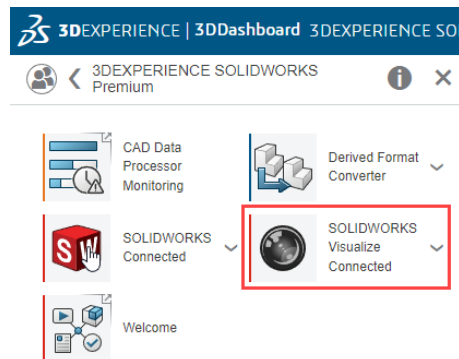 3DEXPERIENCE | 3DDashboard 3DEXPERIENCE SO
3DEXPERIENCE SOLIDWORKS
Premium
CAD Data
Processor
Monitoring
Derived Format
Converter
SOLIDWORKS
Connected
SOLIDWORKS
Visualize
Connected
Welcome